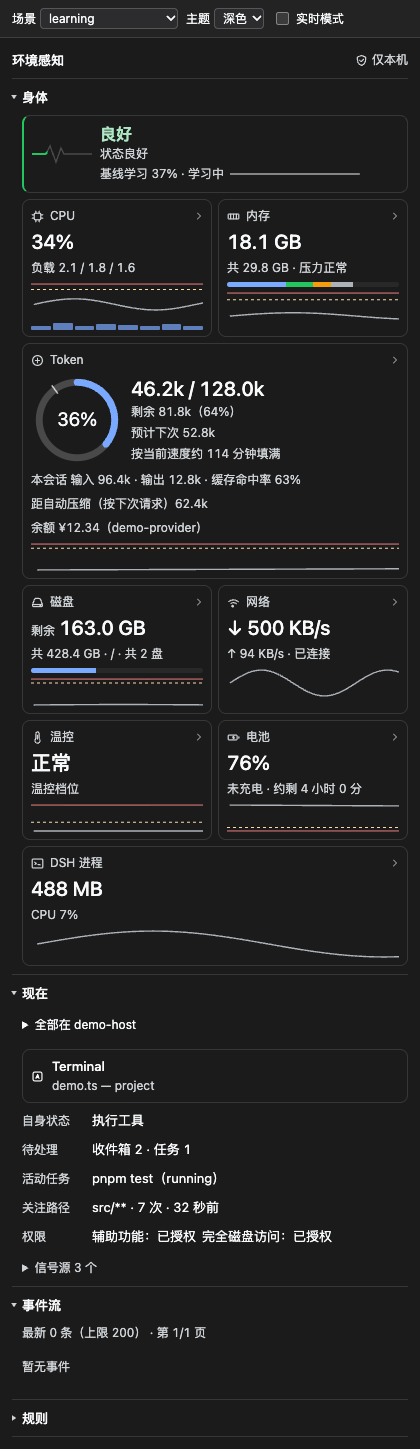 场景 learning 主题 深色 实时模式
环境感知 仅本机
身体
良好
状态良好
基线学习 37% · 学习中
CPU
34%
负载 2.1 / 1.8 / 1.6
内存
18.1 GB
共 29.8 GB · 压力正常
Token
36%
46.2k / 128.0k
剩余 81.8k（64%）
预计下次 52.8k
按当前速度约 114 分钟填满
本会话 输入 96.4k · 输出 12.8k · 缓存命中率 63%
距自动压缩（按下次请求）62.4k
余额 ¥12.34（demo-provider）
磁盘
剩余 163.0 GB
共 428.4 GB · / · 共 2 盘
网络
↓ 500 KB/s
↑ 94 KB/s · 已连接
温控
正常
温控档位
电池
76%
未充电 · 约剩 4 小时 0 分
DSH 进程
488 MB
CPU 7%
现在
全部在 demo-host
Terminal
demo.ts — project
自身状态 执行工具
待处理 收件箱 2 · 任务 1
活动任务 pnpm test（running）
关注路径 src/** · 7 次 · 32 秒前
权限 辅助功能：已授权 完全磁盘访问：已授权
信号源 3 个
事件流
最新 0 条（上限 200） · 第 1/1 页
暂无事件
规则